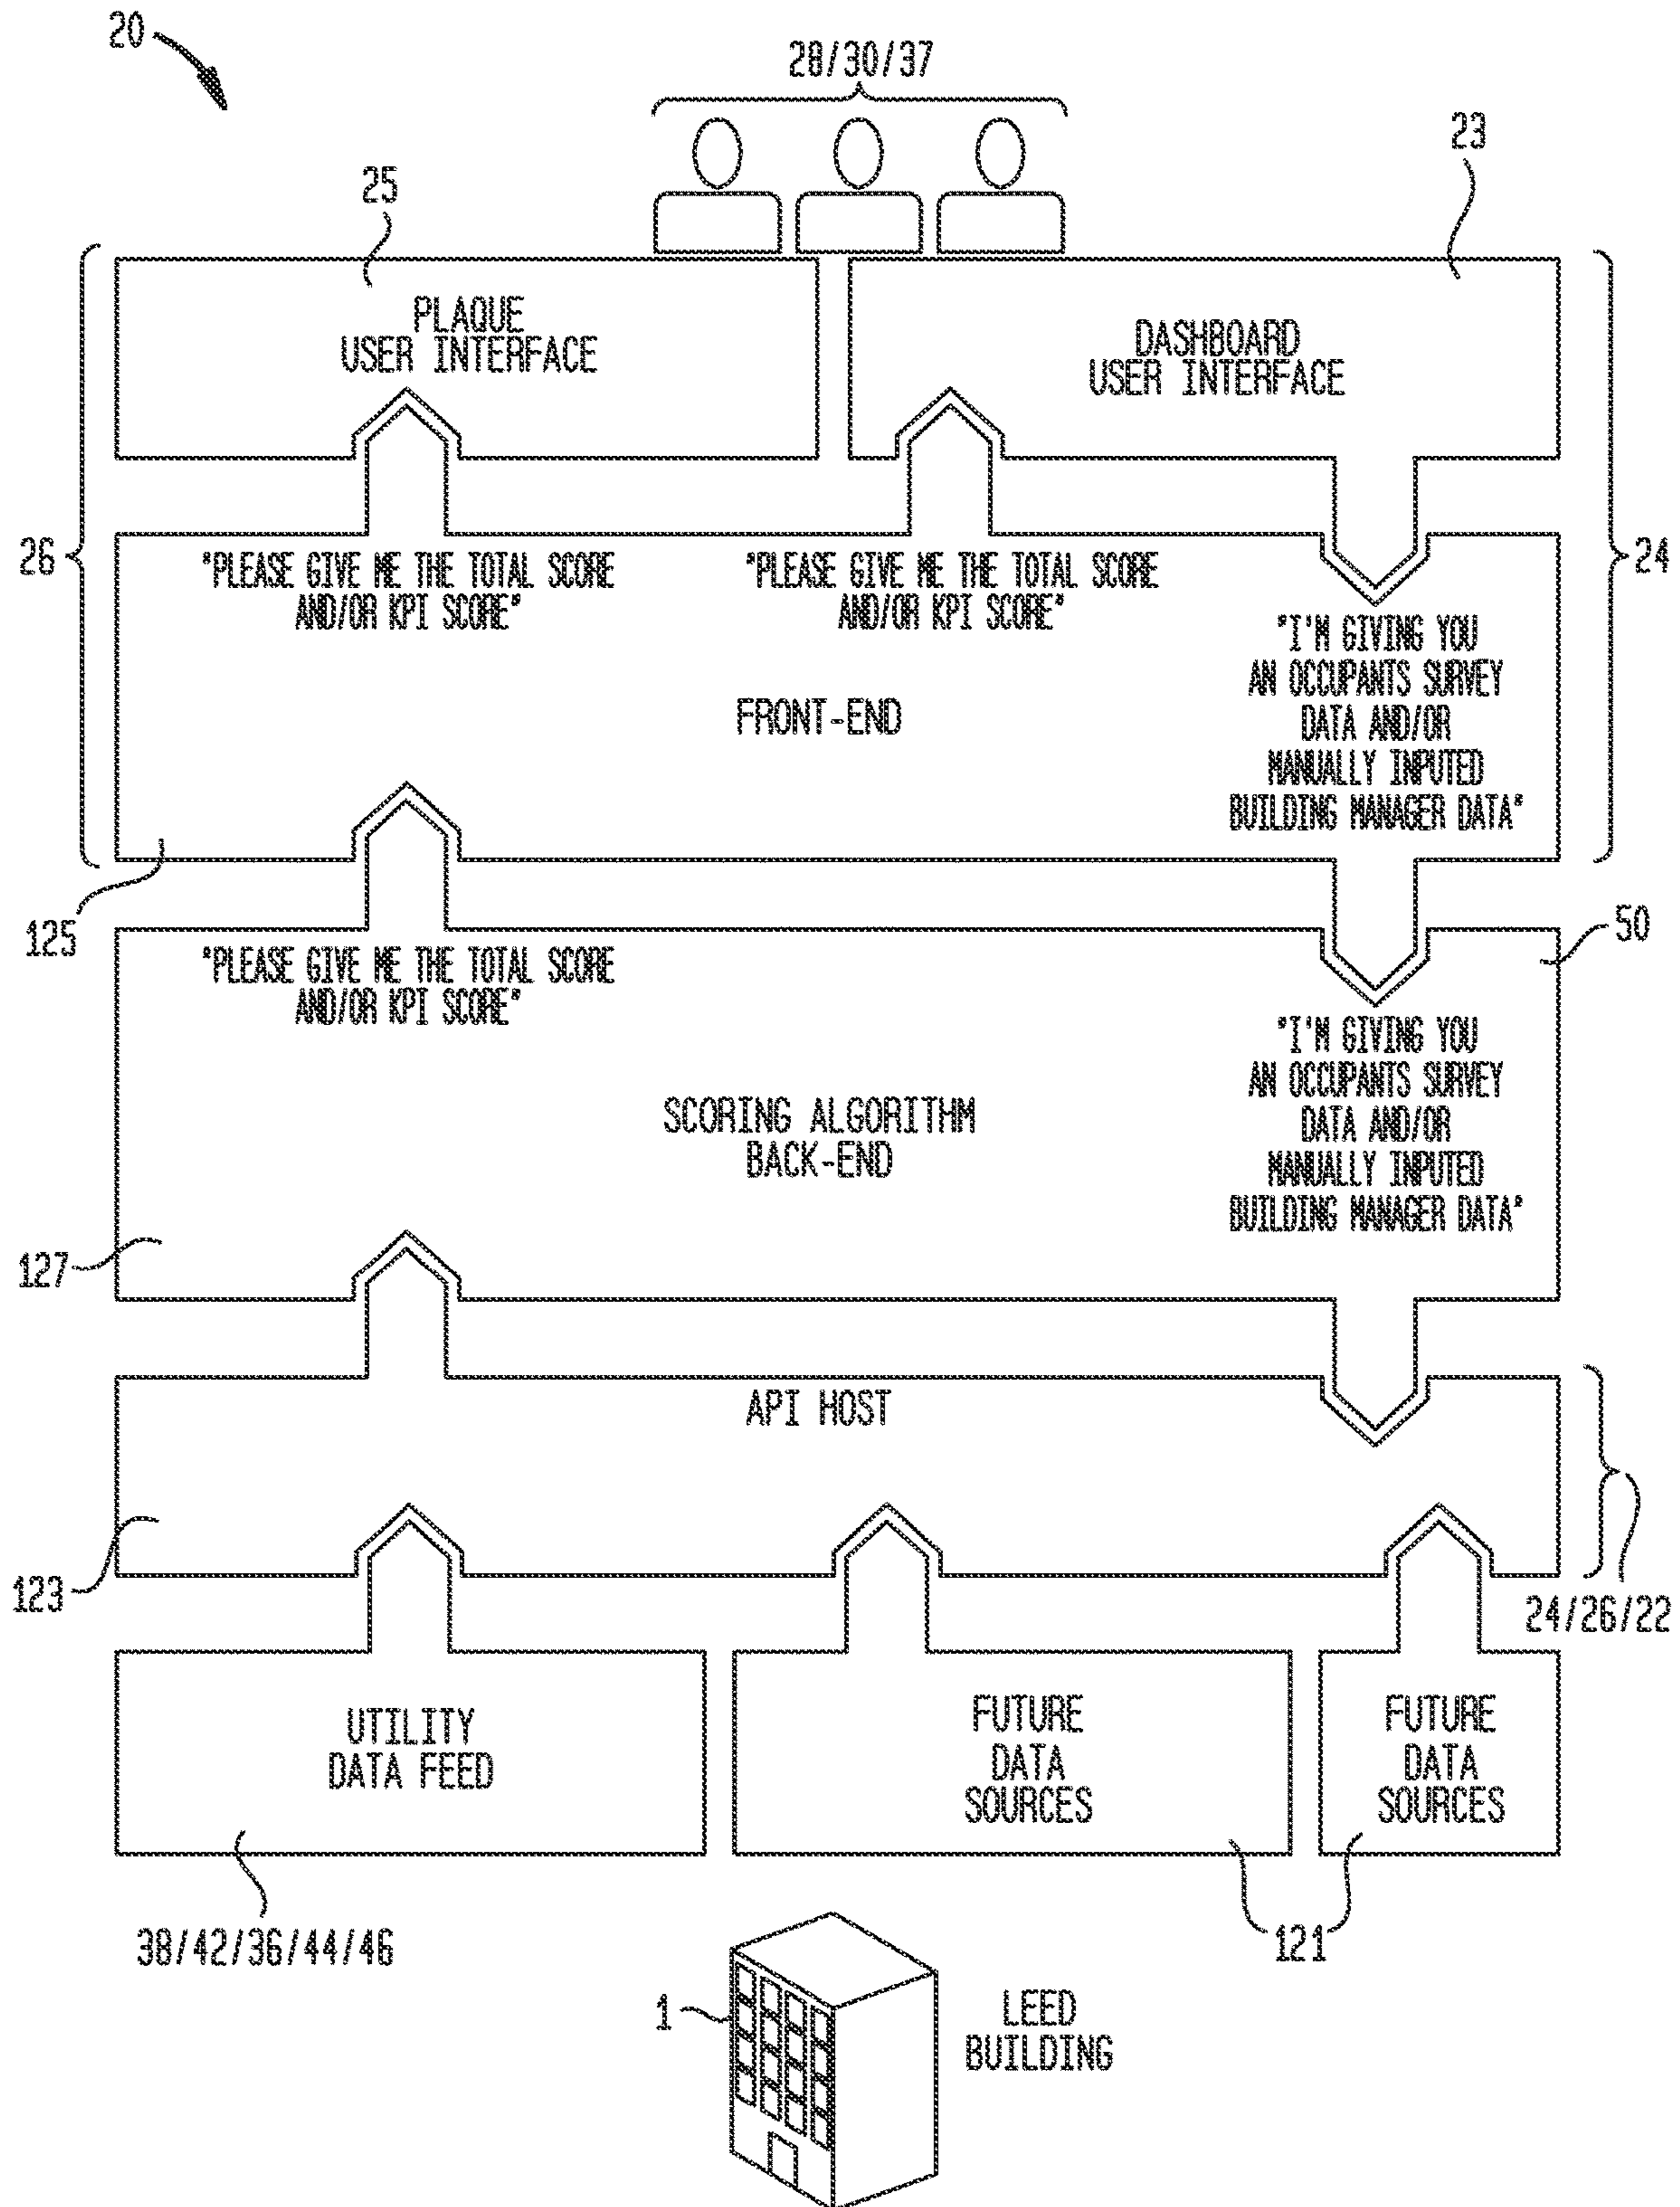 20
28/30/37
23
25
PLAQUE
USER INTERFACE
DASHBOARD
USER INTERFACE
26
24
"PLEASE GIVE ME THE TOTAL SCORE
AND/OR KPI SCORE"
"PLEASE GIVE ME THE TOTAL SCORE
AND/OR KPI SCORE"
"I'M GIVING YOU
AN OCCUPANTS SURVEY
DATA AND/OR
MANUALLY INPUTED
BUILDING MANAGER DATA"
FRONT-END
125
50
"PLEASE GIVE ME THE TOTAL SCORE
AND/OR KPI SCORE"
"I'M GIVING YOU
AN OCCUPANTS SURVEY
DATA AND/OR
MANUALLY INPUTED
BUILDING MANAGER DATA"
SCORING ALGORITHM
BACK-END
127
API HOST
123
24/26/22
UTILITY
DATA FEED
FUTURE
DATA
SOURCES
FUTURE
DATA
SOURCES
38/42/36/44/46
121
1
LEED
BUILDING